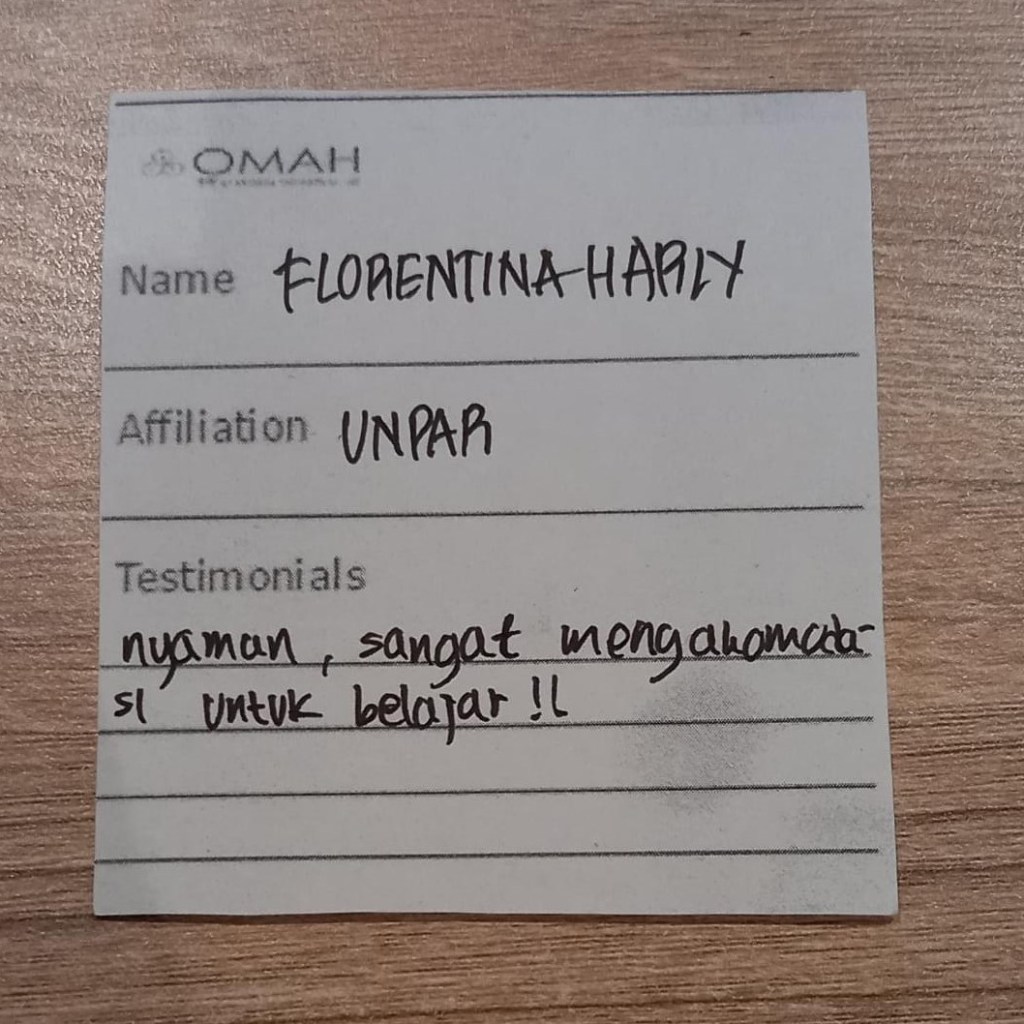 OMAH
Name FLORENTINA HARLY
Affiliation UNPAR
Testimonials
nyaman, sangat mengakomoda-
si untuk belajar !!